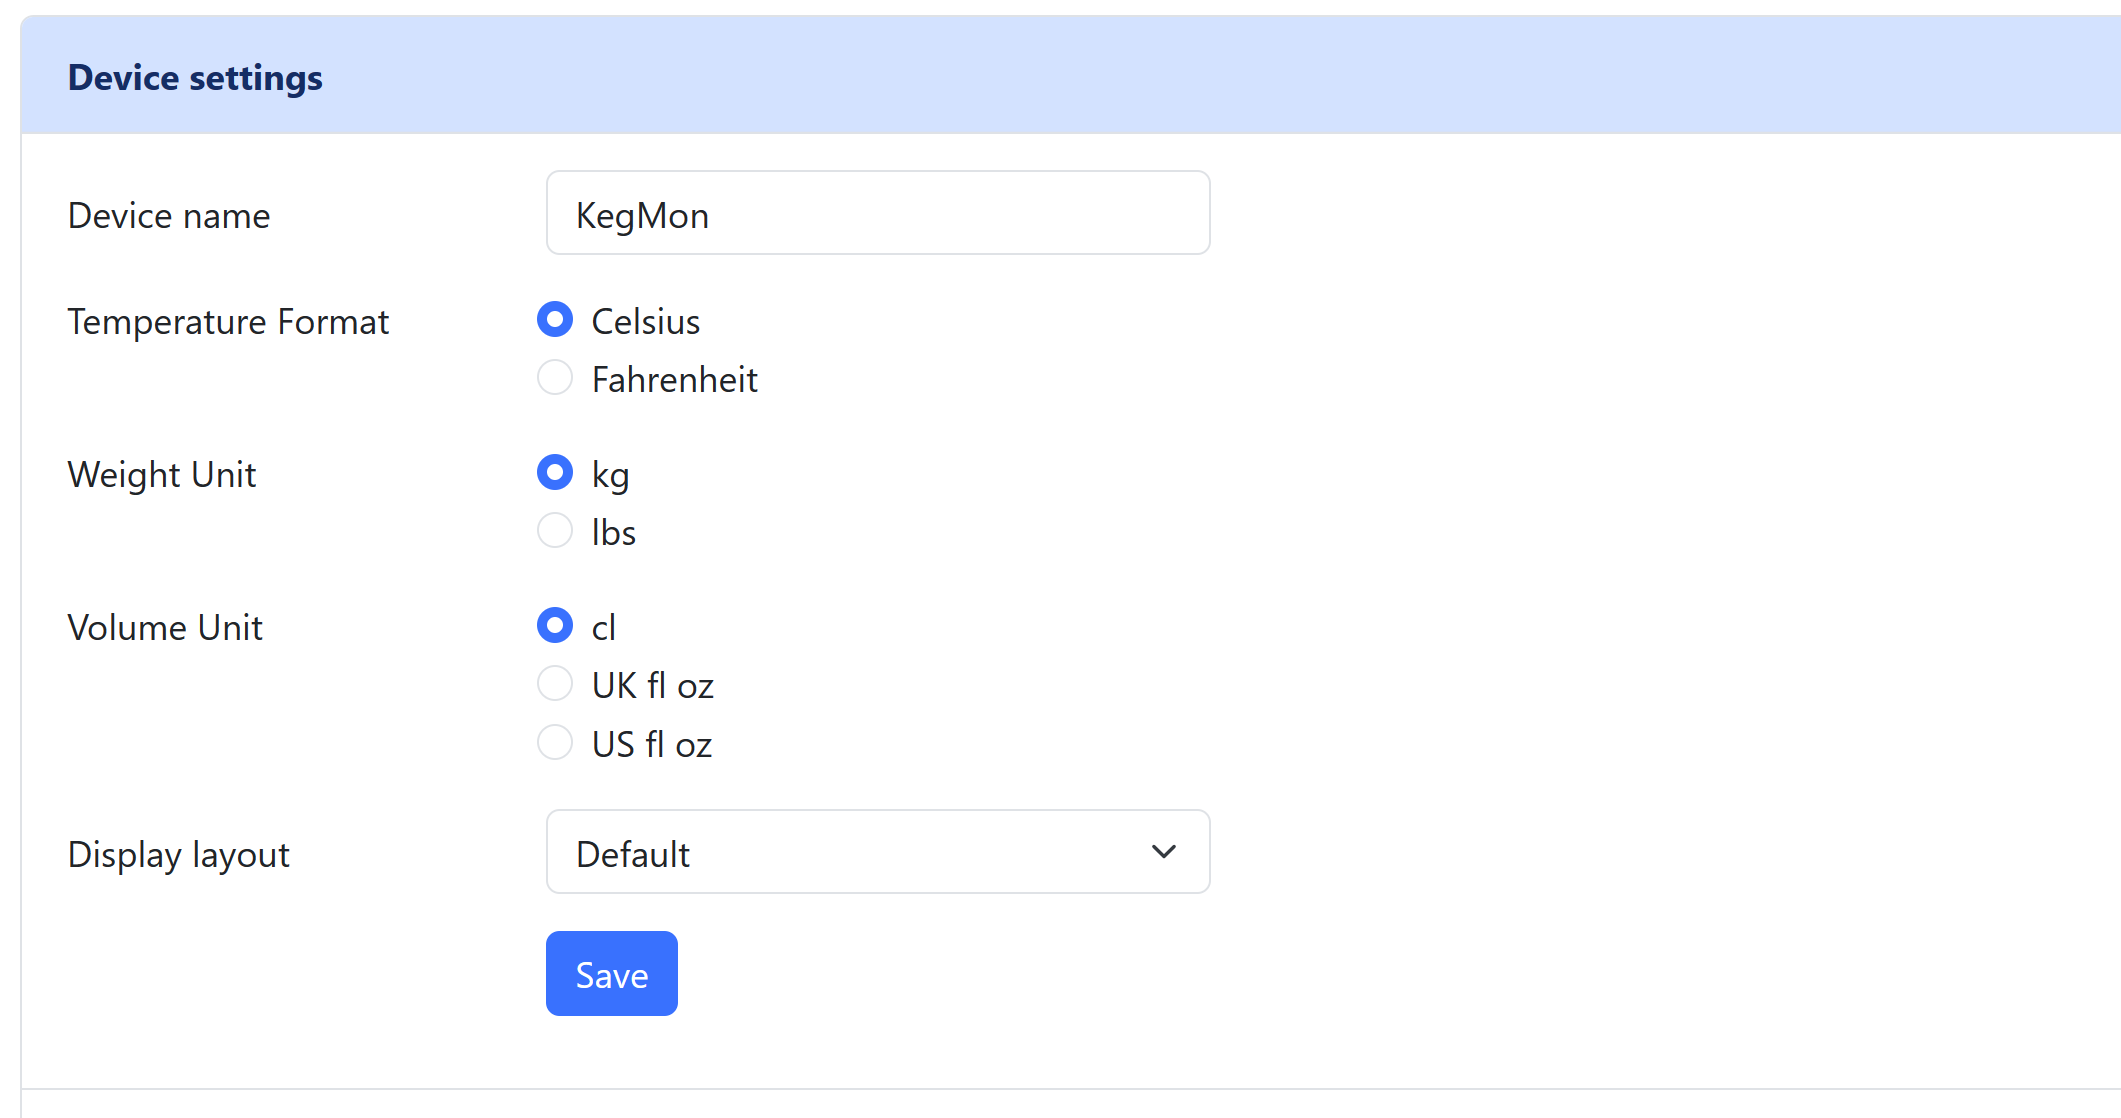 Device settings
Device name KegMon
Temperature Format Celsius
Fahrenheit
Weight Unit kg
lbs
Volume Unit cl
UK fl oz
US fl oz
Display layout Default
Save